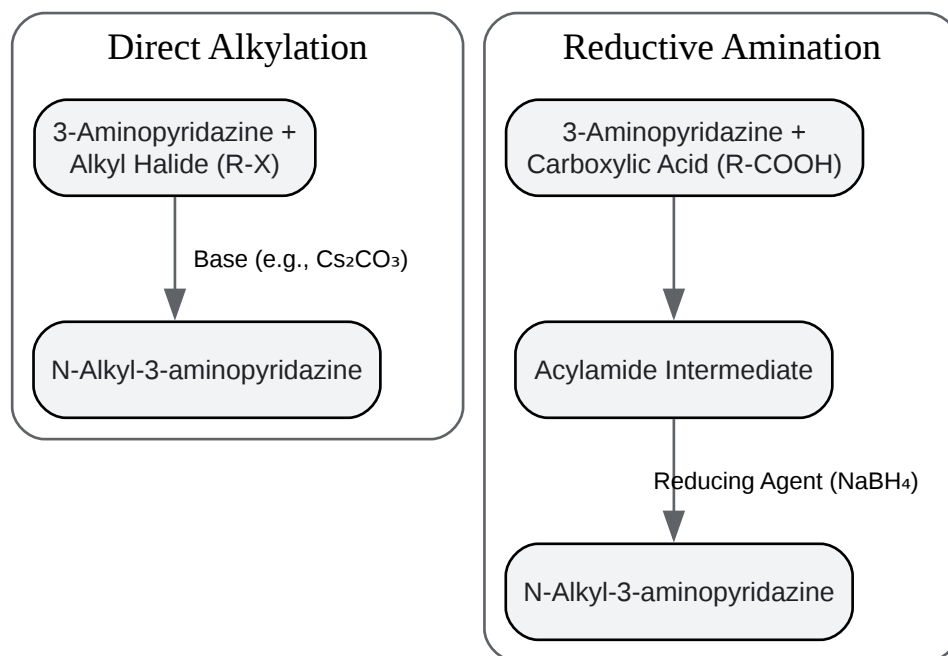 Direct Alkylation
3-Aminopyridazine +
Alkyl Halide (R-X)
Base (e.g., Cs₂CO₃)
N-Alkyl-3-aminopyridazine
Reductive Amination
3-Aminopyridazine +
Carboxylic Acid (R-COOH)
Acylamide Intermediate
Reducing Agent (NaBH₄)
N-Alkyl-3-aminopyridazine